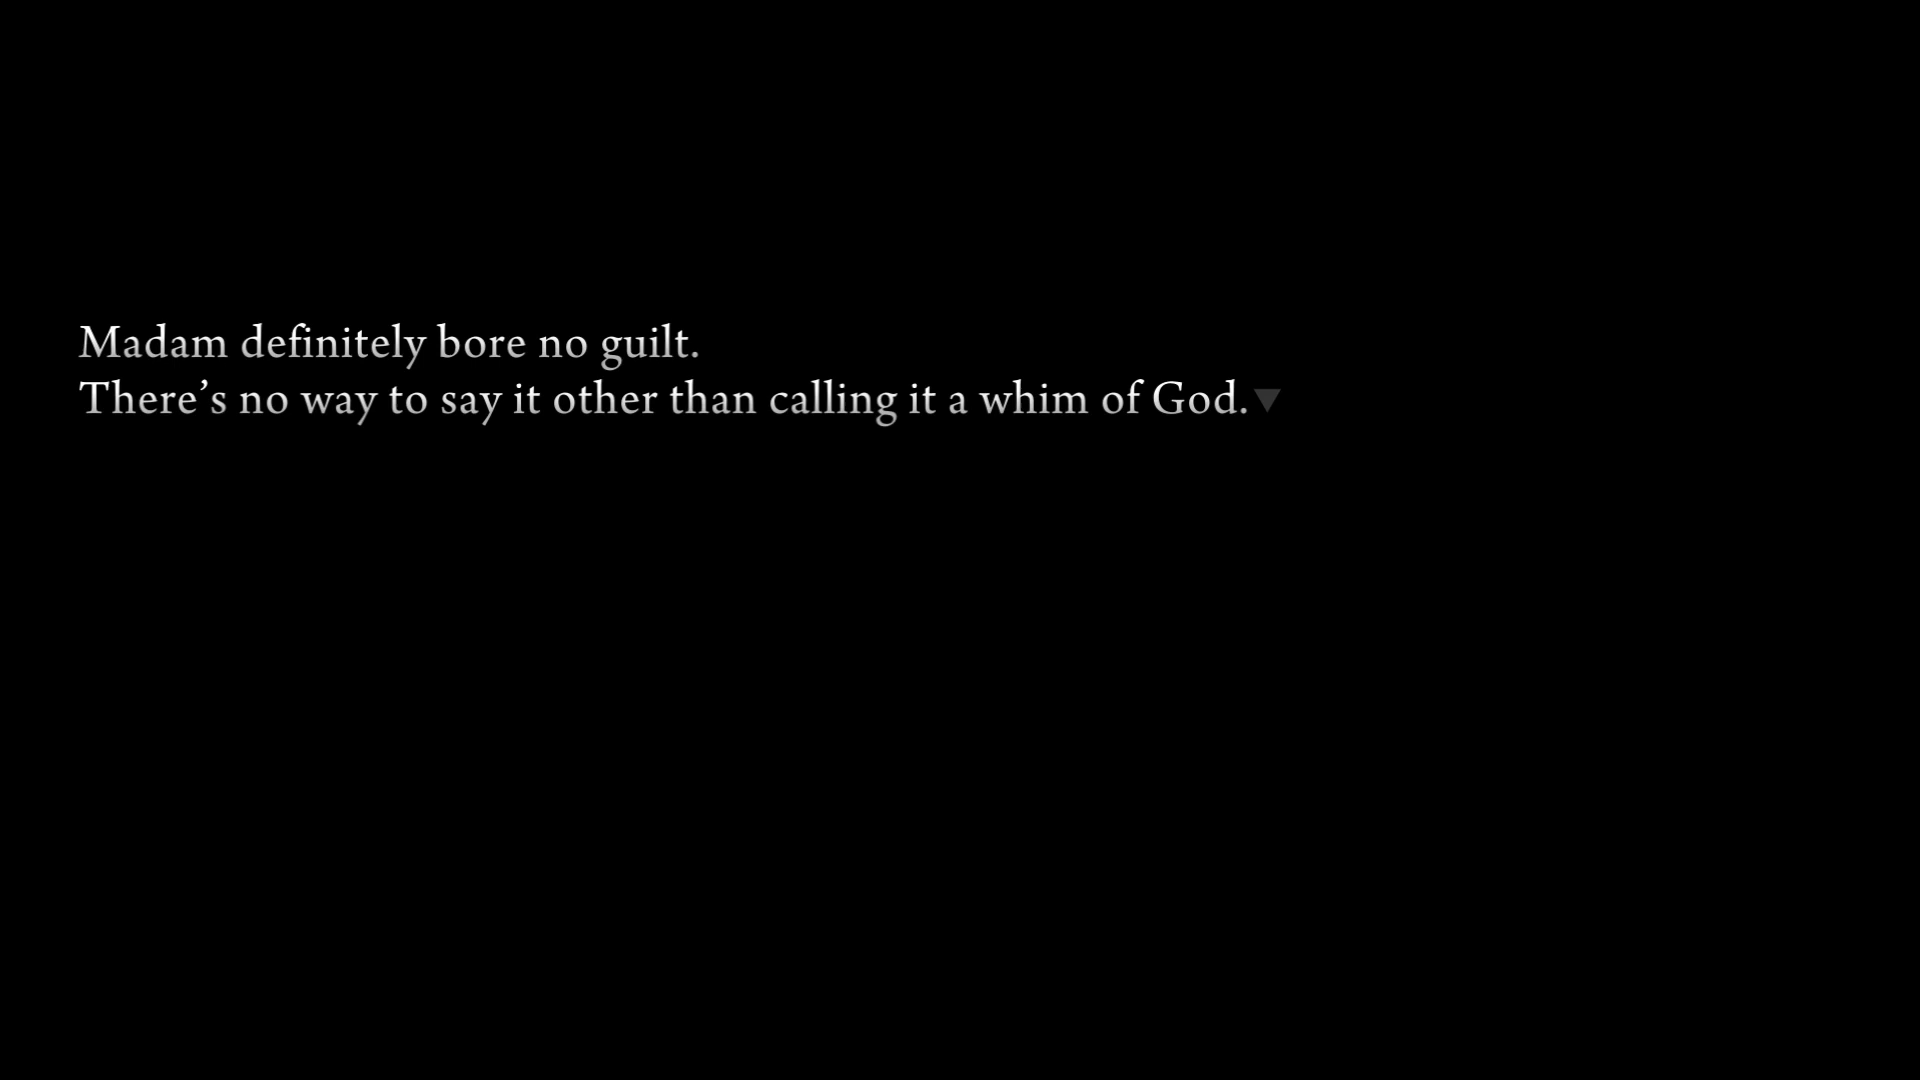 Madam definitely bore no guilt.
There’s no way to say it other than calling it a whim of God.